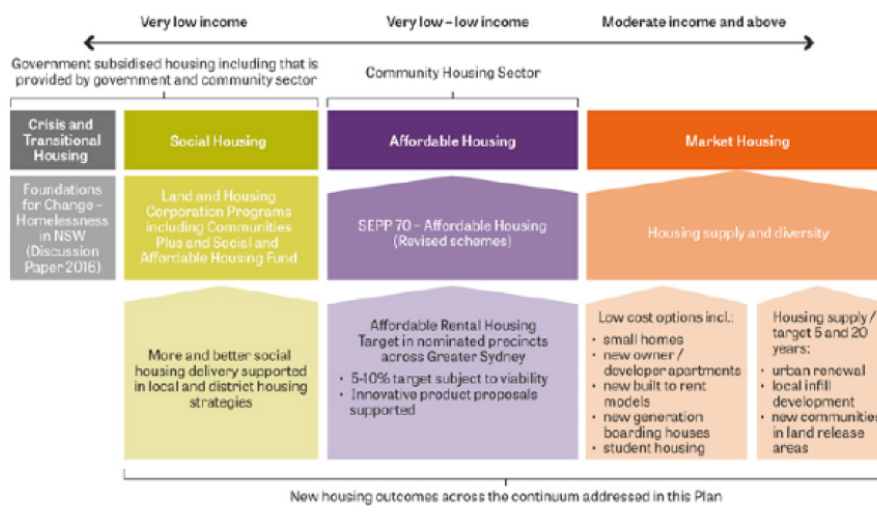 Very low income
Very low – low income
Moderate income and above
Government subsidised housing including that is
provided by government and community sector
Community Housing Sector
Crisis and
Transitional
Housing
Social Housing
Affordable Housing
Market Housing
Foundations
for Change –
Homelessness
in NSW
(Discussion
Paper 2016)
Land and Housing
Corporation Programs
including Communities
Plus and Social and
Affordable Housing Fund
SEPP 70 – Affordable Housing
(Revised schemes)
Housing supply and diversity
More and better social
housing delivery supported
in local and district housing
strategies
Affordable Rental Housing
Target in nominated precincts
across Greater Sydney
• 5-10% target subject to viability
• Innovative product proposals
supported
Low cost options incl.:
• small homes
• new owner /
developer apartments
• new built to rent
models
• new generation
boarding houses
• student housing
Housing supply /
target 5 and 20
years:
• urban renewal
• local infill
development
• new communities
in land release
areas
New housing outcomes across the continuum addressed in this Plan